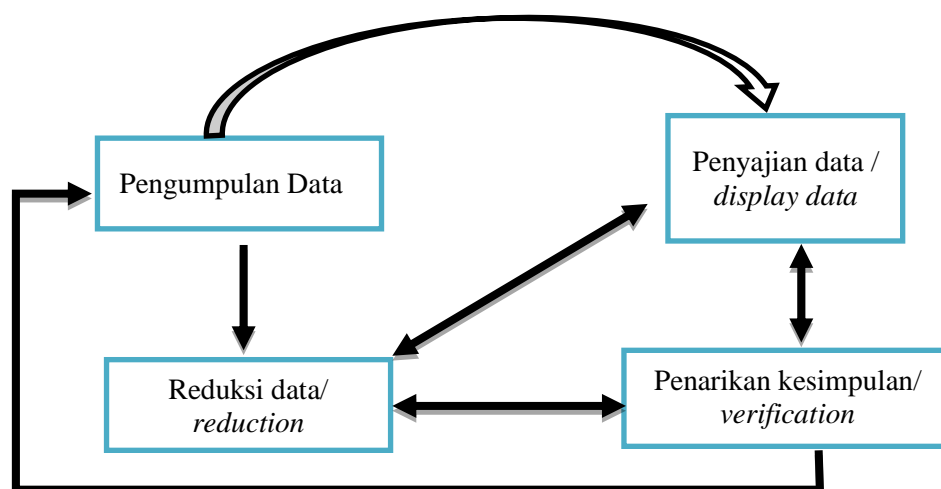 Pengumpulan Data
Penyajian data /
display data
Reduksi data/
reduction
Penarikan kesimpulan/
verification